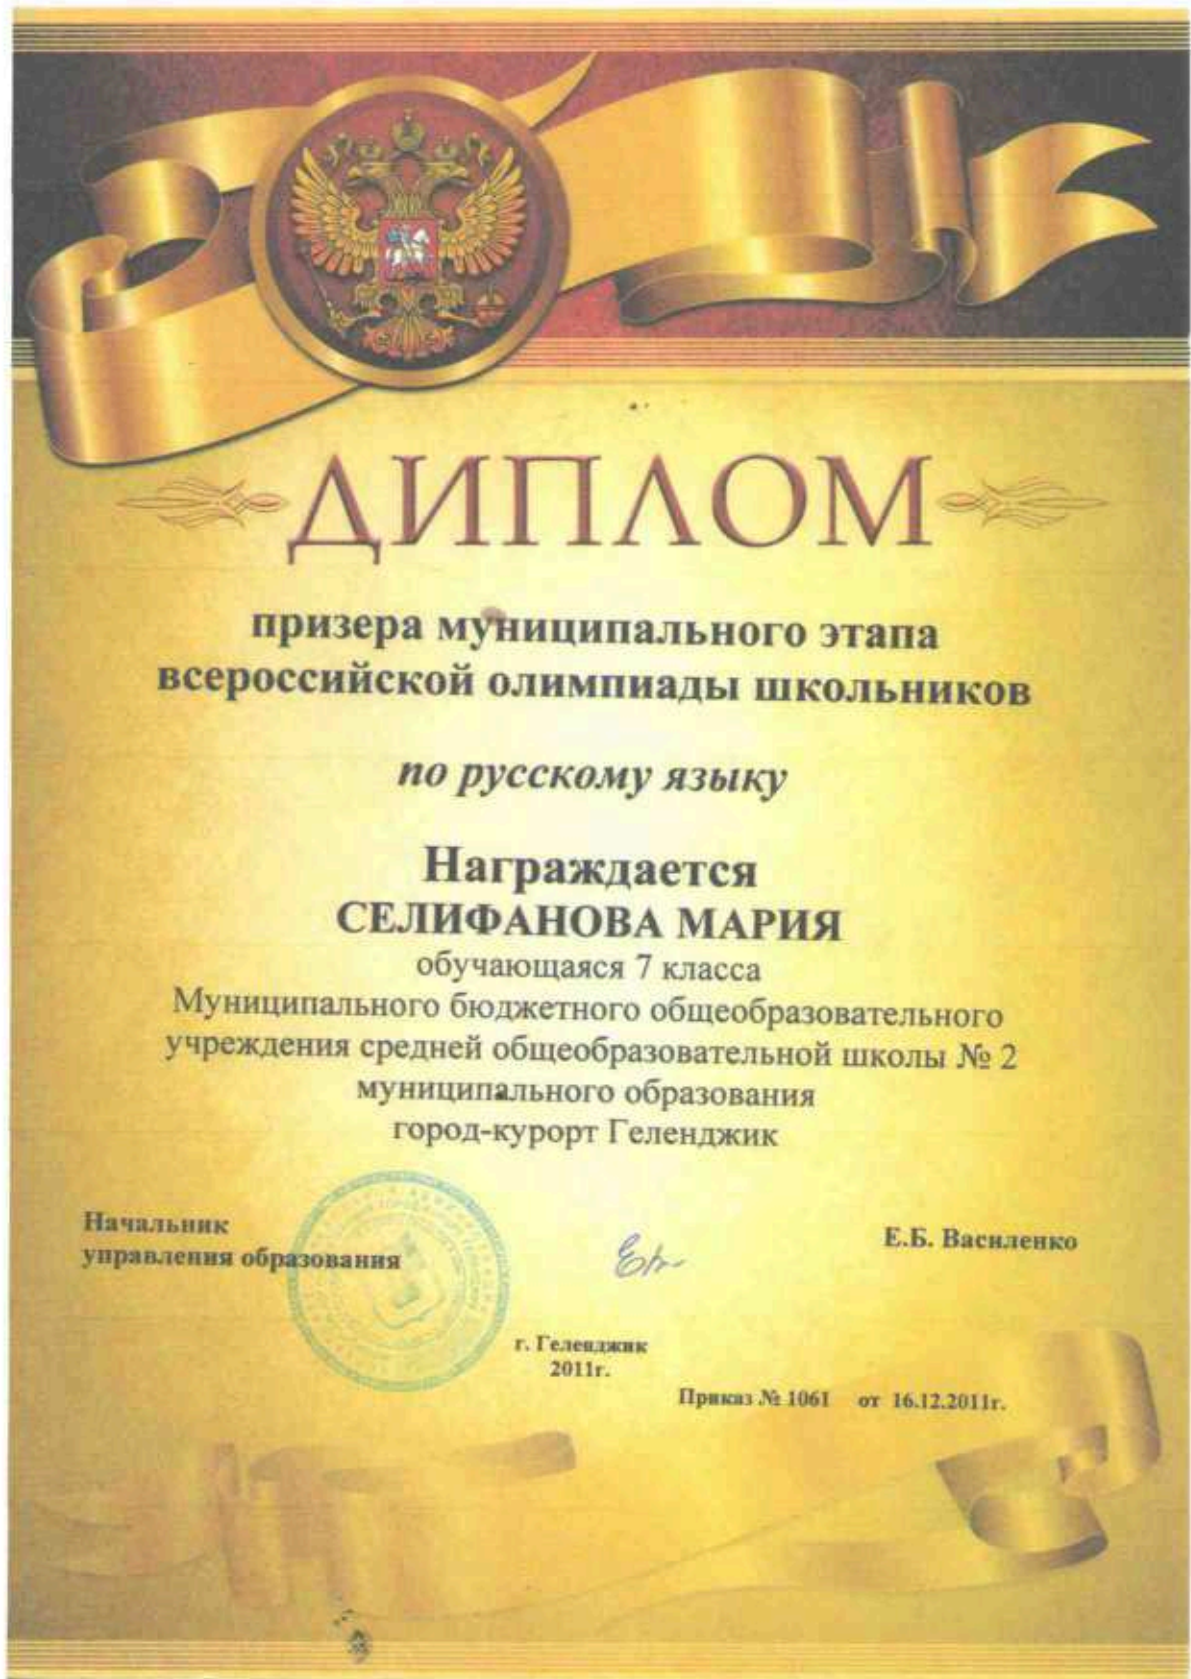 ДИПЛОМ
призера муниципального этапа
всероссийской олимпиады школьников
по русскому языку
Награждается
СЕЛИФАНОВА МАРИЯ
обучающаяся 7 класса
Муниципального бюджетного общеобразовательного
учреждения средней общеобразовательной школы № 2
муниципального образования
город-курорт Геленджик
Начальник
управления образования
Е.Б. Василенко
г. Геленджик
2011г.
Приказ № 1061 от 16.12.2011г.